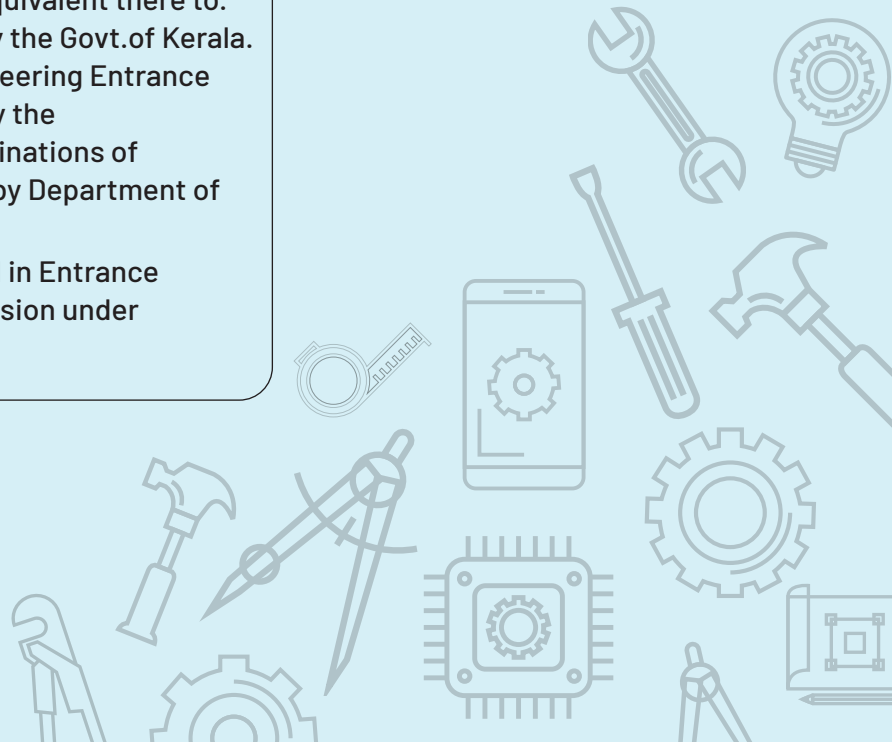 quivalent there to.
y the Govt.of Kerala.
eering Entrance
y the
inations of
by Department of
in Entrance
sion under